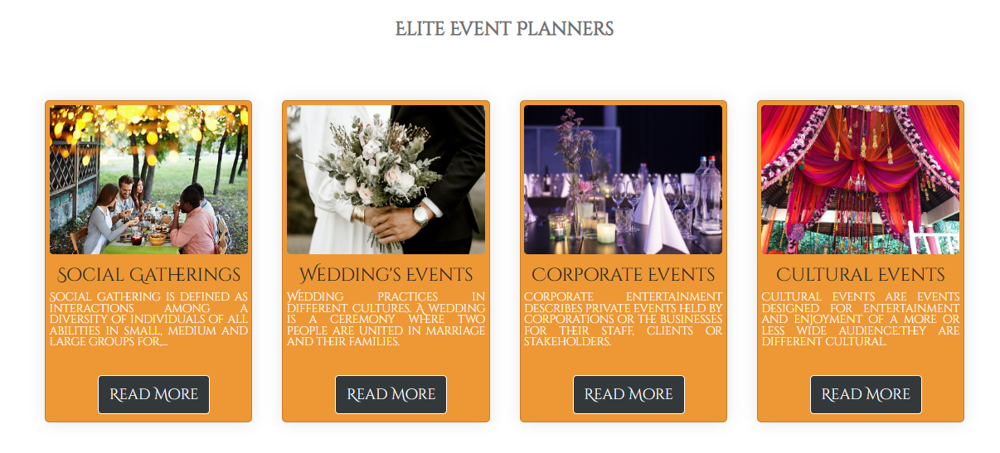 Elite Event Planners
Social Gatherings
Social gathering is defined as
interactions among a
diversity of individuals of all
abilities in small, medium and
large groups for,...
Read More
Wedding's Events
Wedding practices in
different cultures. A wedding
is a ceremony where two
people are united in marriage
and their families.
Read More
Corporate Events
Corporate entertainment
describes private events held by
corporations or the businesses
for their staff, clients or
stakeholders.
Read More
Cultural Events
Cultural events are events
designed for entertainment
and enjoyment of a more or
less wide audience.they are
different cultural.
Read More